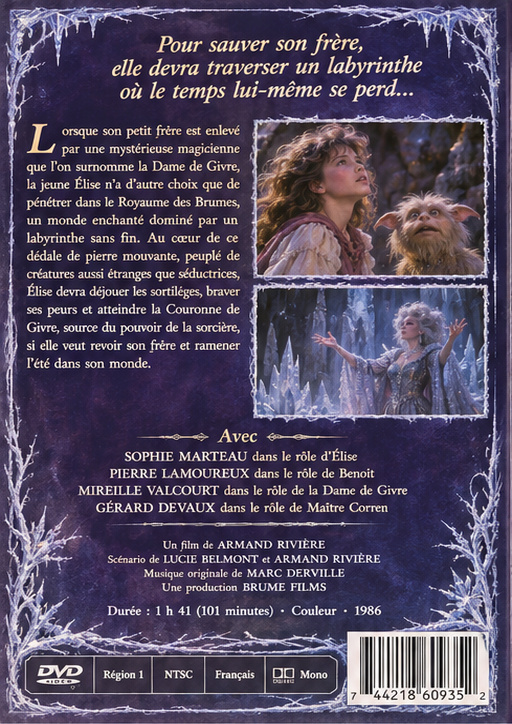 Pour sauver son frère,
elle devra traverser un labyrinthe
où le temps lui-même se perd...
Lorsque son petit frère est enlevé
par une mystérieuse magicienne
que l'on surnomme la Dame de Givre,
la jeune Élise n'a d'autre choix que de
pénétrer dans le Royaume des Brumes,
un monde enchanté dominé par un
labyrinthe sans fin. Au cœur de ce
dédale de pierre mouvante, peuplé de
créatures aussi étranges que séductrices,
Élise devra déjouer les sortilèges, braver
ses peurs et atteindre la Couronne de
Givre, source du pouvoir de la sorcière,
si elle veut revoir son frère et ramener
l'été dans son monde.
Avec
SOPHIE MARTEAU dans le rôle d'Élise
PIERRE LAMOUREUX dans le rôle de Benoît
MIREILLE VALCOURT dans le rôle de la Dame de Givre
GÉRARD DEVAUX dans le rôle de Maître Corren
Un film de ARMAND RIVIÈRE
Scénario de LUCIE BELMONT et ARMAND RIVIÈRE
Musique originale de MARC DERVILLE
Une production BRUME FILMS
Durée : 1 h 41 (101 minutes) • Couleur • 1986
DVD
VIDEO
Région 1
NTSC
Français
DOLBY
Mono
7 44218 60935 2